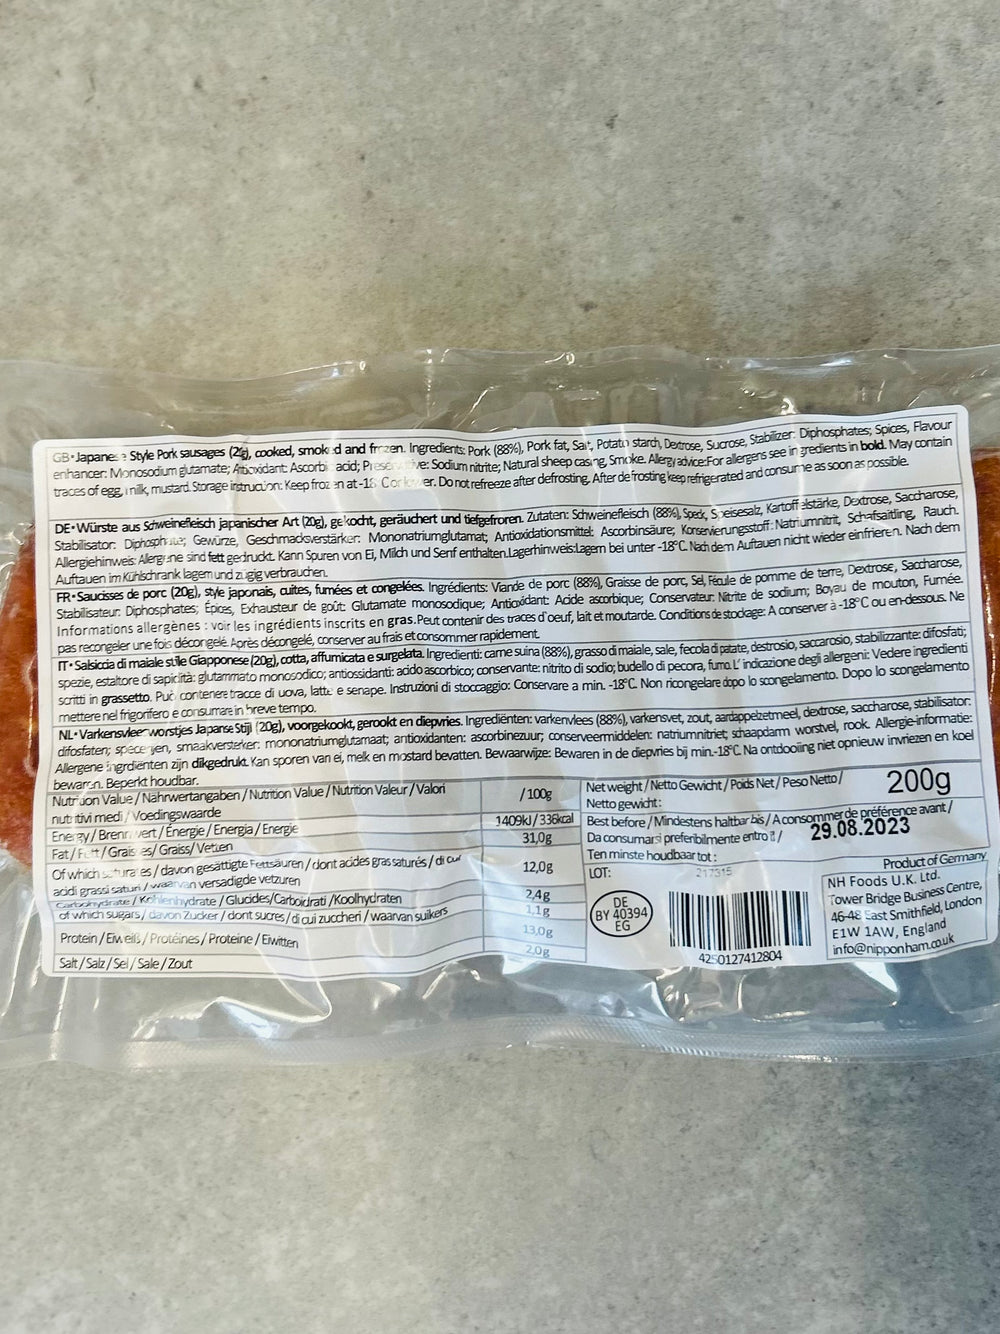 GB • Japanese Style Pork sausages (20g), cooked, smoked and frozen. Ingredients: Pork (88%), Pork fat, Salt, Potato starch, Dextrose, Sucrose, Stabilizer: Diphosphates; Spices, Flavour
enhancer: Monosodium glutamate; Antioxidant: Ascorbic acid; Preservative: Sodium nitrite; Natural sheep casing, Smoke. Allergy advice:For allergens see ingredients in bold. May contain
traces of egg, milk, mustard. Storage instruction: Keep frozen at -18°C or lower. Do not refreeze after defrosting. After defrosting keep refrigerated and consume as soon as possible.
DE • Würste aus Schweinefleisch japanischer Art (20g), gekocht, geräuchert und tiefgefroren. Zutaten: Schweinefleisch (88%), Speck, Speisesalz, Kartoffelstärke, Dextrose, Saccharose,
Stabilisator: Diphosphate; Gewürze, Geschmacksverstärker: Mononatriumglutamat; Antioxidationsmittel: Ascorbinsäure; Konservierungsstoff: Natriumnitrit, Schafsaitling, Rauch.
Allergiehinweis: Allergene sind fett gedruckt. Kann Spuren von Ei, Milch und Senf enthalten.Lagerhinweis:Lagern bei unter -18°C. Nach dem Auftauen nicht wieder einfrieren. Nach dem
Auftauen im Kühlschrank lagern und zügig verbrauchen.
FR • Saucisses de porc (20g), style japonais, cuites, fumées et congelées. Ingrédients: Viande de porc (88%), Graisse de porc, Sel, Fécule de pomme de terre, Dextrose, Saccharose,
Stabilisateur: Diphosphates; Épices, Exhausteur de goût: Glutamate monosodique; Antioxidant: Acide ascorbique; Conservateur: Nitrite de sodium; Boyau de mouton, Fumée.
Informations allergènes : voir les ingrédients inscrits en gras.Peut contenir des traces d'oeuf, lait et moutarde. Conditions de stockage: A conserver à -18°C ou en-dessous. Ne
pas recongeler une fois décongelé. Après décongelé, conserver au frais et consommer rapidement.
IT • Salsiccia di maiale stile Giapponese (20g), cotta, affumicata e surgelata. Ingredienti: carne suina (88%), grasso di maiale, sale, fecola di patate, destrosio, saccarosio, stabilizzante: difosfati;
spezie, estaltore di sapidità: glutammato monosodico; antiossidanti: acido ascorbico; conservante: nitrito di sodio; budello di pecora, fumo. L' indicazione degli allergeni: Vedere ingredienti
scritti in grassetto. Può contenere tracce di uova, latte e senape. Instruzioni di stoccaggio: Conservare a min. -18°C. Non ricongelare dopo lo scongelamento. Dopo lo scongelamento
mettere nel frigorifero e consumare in breve tempo.
NL • Varkensvleesworstjes Japanse Stijl (20g), voorgekookt, gerookt en diepvries. Ingrediënten: varkenvlees (88%), varkensvet, zout, aardappelzetmeel, dextrose, saccharose, stabilisator:
difosfaten; specerijen, smaakversterker: mononatriumglutamaat; antioxidanten: ascorbinezuur; conserveermiddelen: natriumnitriet; schaapdarm worstvel, rook. Allergie-informatie:
Allergene ingrdiënten zijn dikgedrukt. Kan sporen van ei, melk en mostard bevatten. Bewaarwijze: Bewaren in de diepvries bij min.-18°C. Na ontdooiing niet opnieuw invriezen en koel
bewaren. Beperkt houdbar.
Nutrition Value / Nährwertangaben / Nutrition Value / Nutrition Valeur / Valori
nutritivi medi / Voedingswaarde
/ 100g
Energy / Brennwert / Énergie / Energia / Energie
1409kJ / 336kcal
Fat / Fett / Graisses / Graiss / Vetten
31,0g
Of which saturates / davon gesättigte Fettsäuren / dont acides gras saturés / di cui
acidi grassi saturi / waarvan versadigde vetzuren
12,0g
Carbohydrate / Kohlenhydrate / Glucides/Carboidrati /Koolhydraten
2,4g
of which sugars / davon Zucker / dont sucres / di cui zuccheri / waarvan suikers
1,1g
Protein / Eiweiß / Protéines / Proteine / Eiwitten
13,0g
Salt / Salz / Sel / Sale / Zout
2,0g
Net weight / Netto Gewicht / Poids Net / Peso Netto /
Netto gewicht:
200g
Best before / Mindestens haltbar bis / A consommer de préférence avant /
Da consumarsi preferibilmente entro il /
29.08.2023
Ten minste houdbaar tot :
LOT:
217315
DE
BY 40394
EG
4250127412804
Product of Germany
NH Foods U.K. Ltd.
Tower Bridge Business Centre,
46-48 East Smithfield, London
E1W 1AW, England
info@nipponham.co.uk